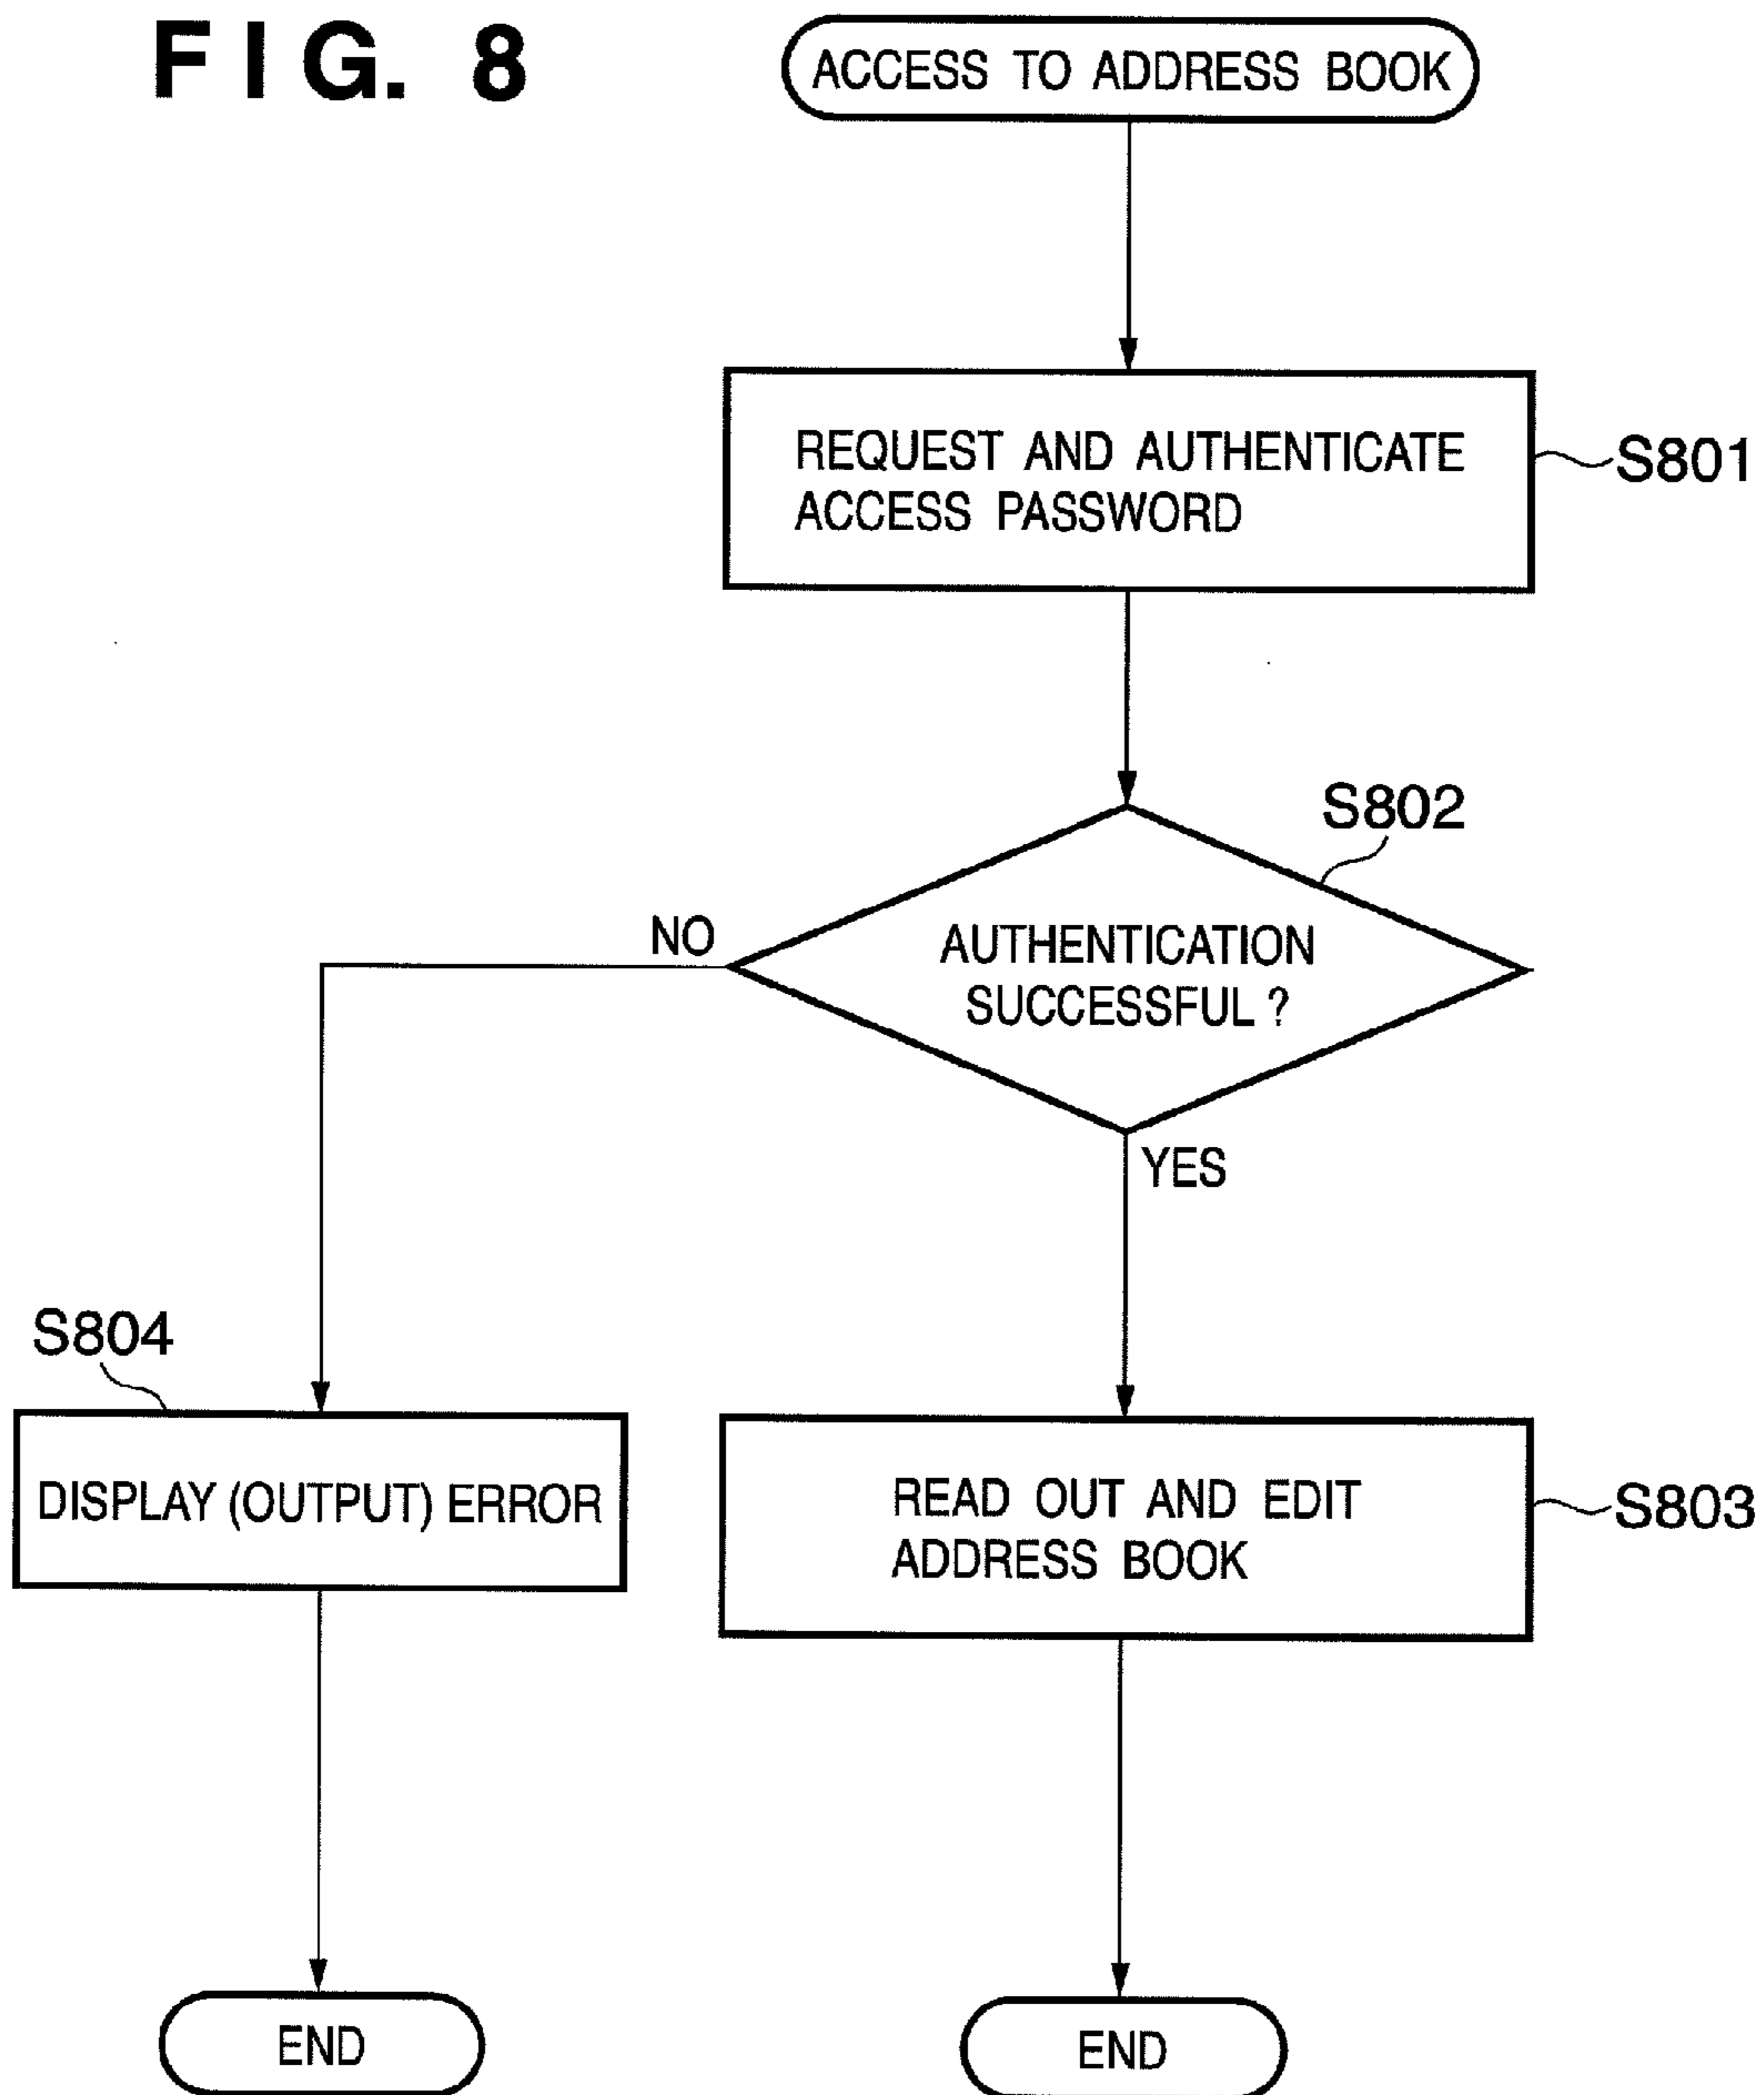 FIG. 8
ACCESS TO ADDRESS BOOK
REQUEST AND AUTHENTICATE
ACCESS PASSWORD
S801
S802
AUTHENTICATION
SUCCESSFUL ?
NO
YES
S804
DISPLAY (OUTPUT) ERROR
READ OUT AND EDIT
ADDRESS BOOK
S803
END
END